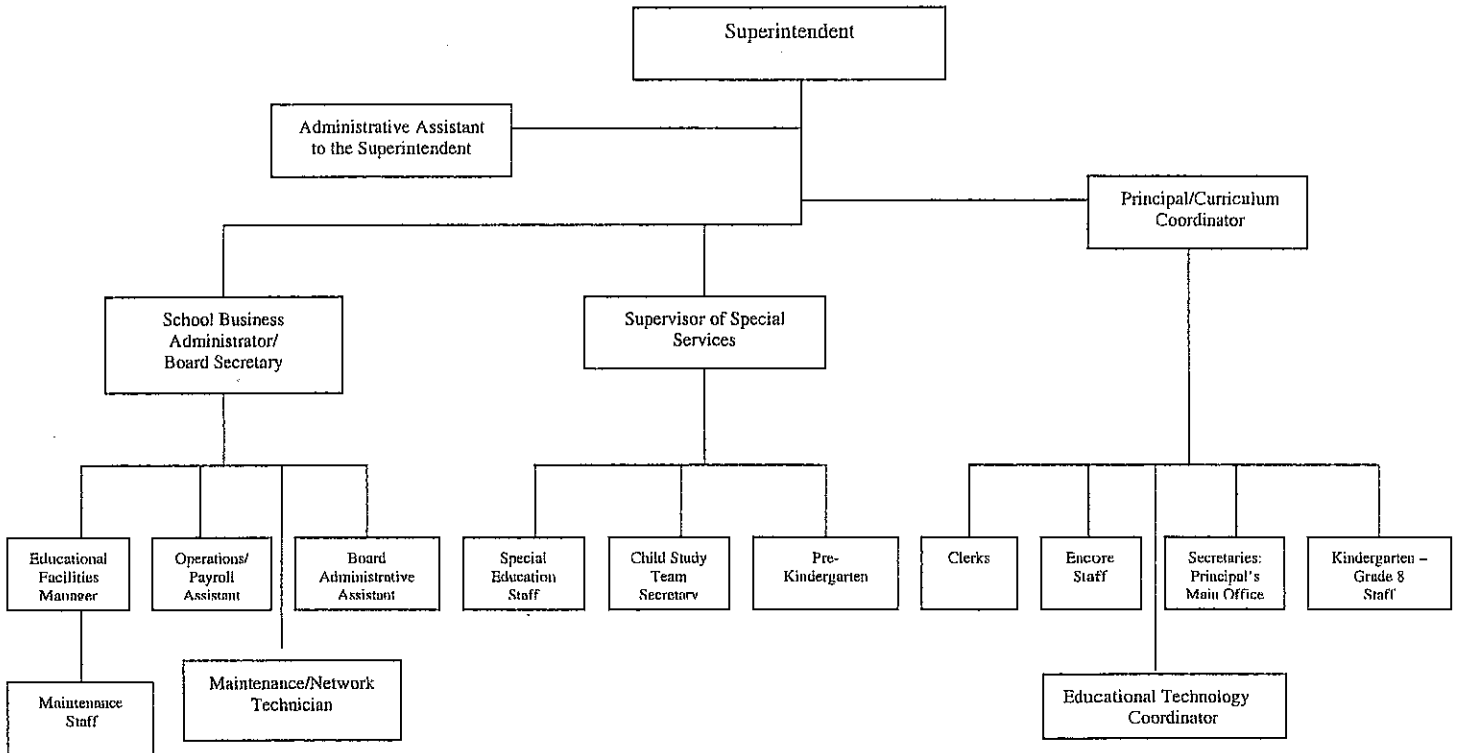 Superintendent
Administrative Assistant
to the Superintendent
Principal/Curriculum
Coordinator
School Business
Administrator/
Board Secretary
Supervisor of Special
Services
Educational
Facilities
Manager
Operations/
Payroll
Assistant
Board
Administrative
Assistant
Special
Education
Staff
Child Study
Team
Secretary
Pre-
Kindergarten
Clerks
Encore
Staff
Secretaries:
Principal's
Main Office
Kindergarten –
Grade 8
Staff
Maintenance
Staff
Maintenance/Network
Technician
Educational Technology
Coordinator